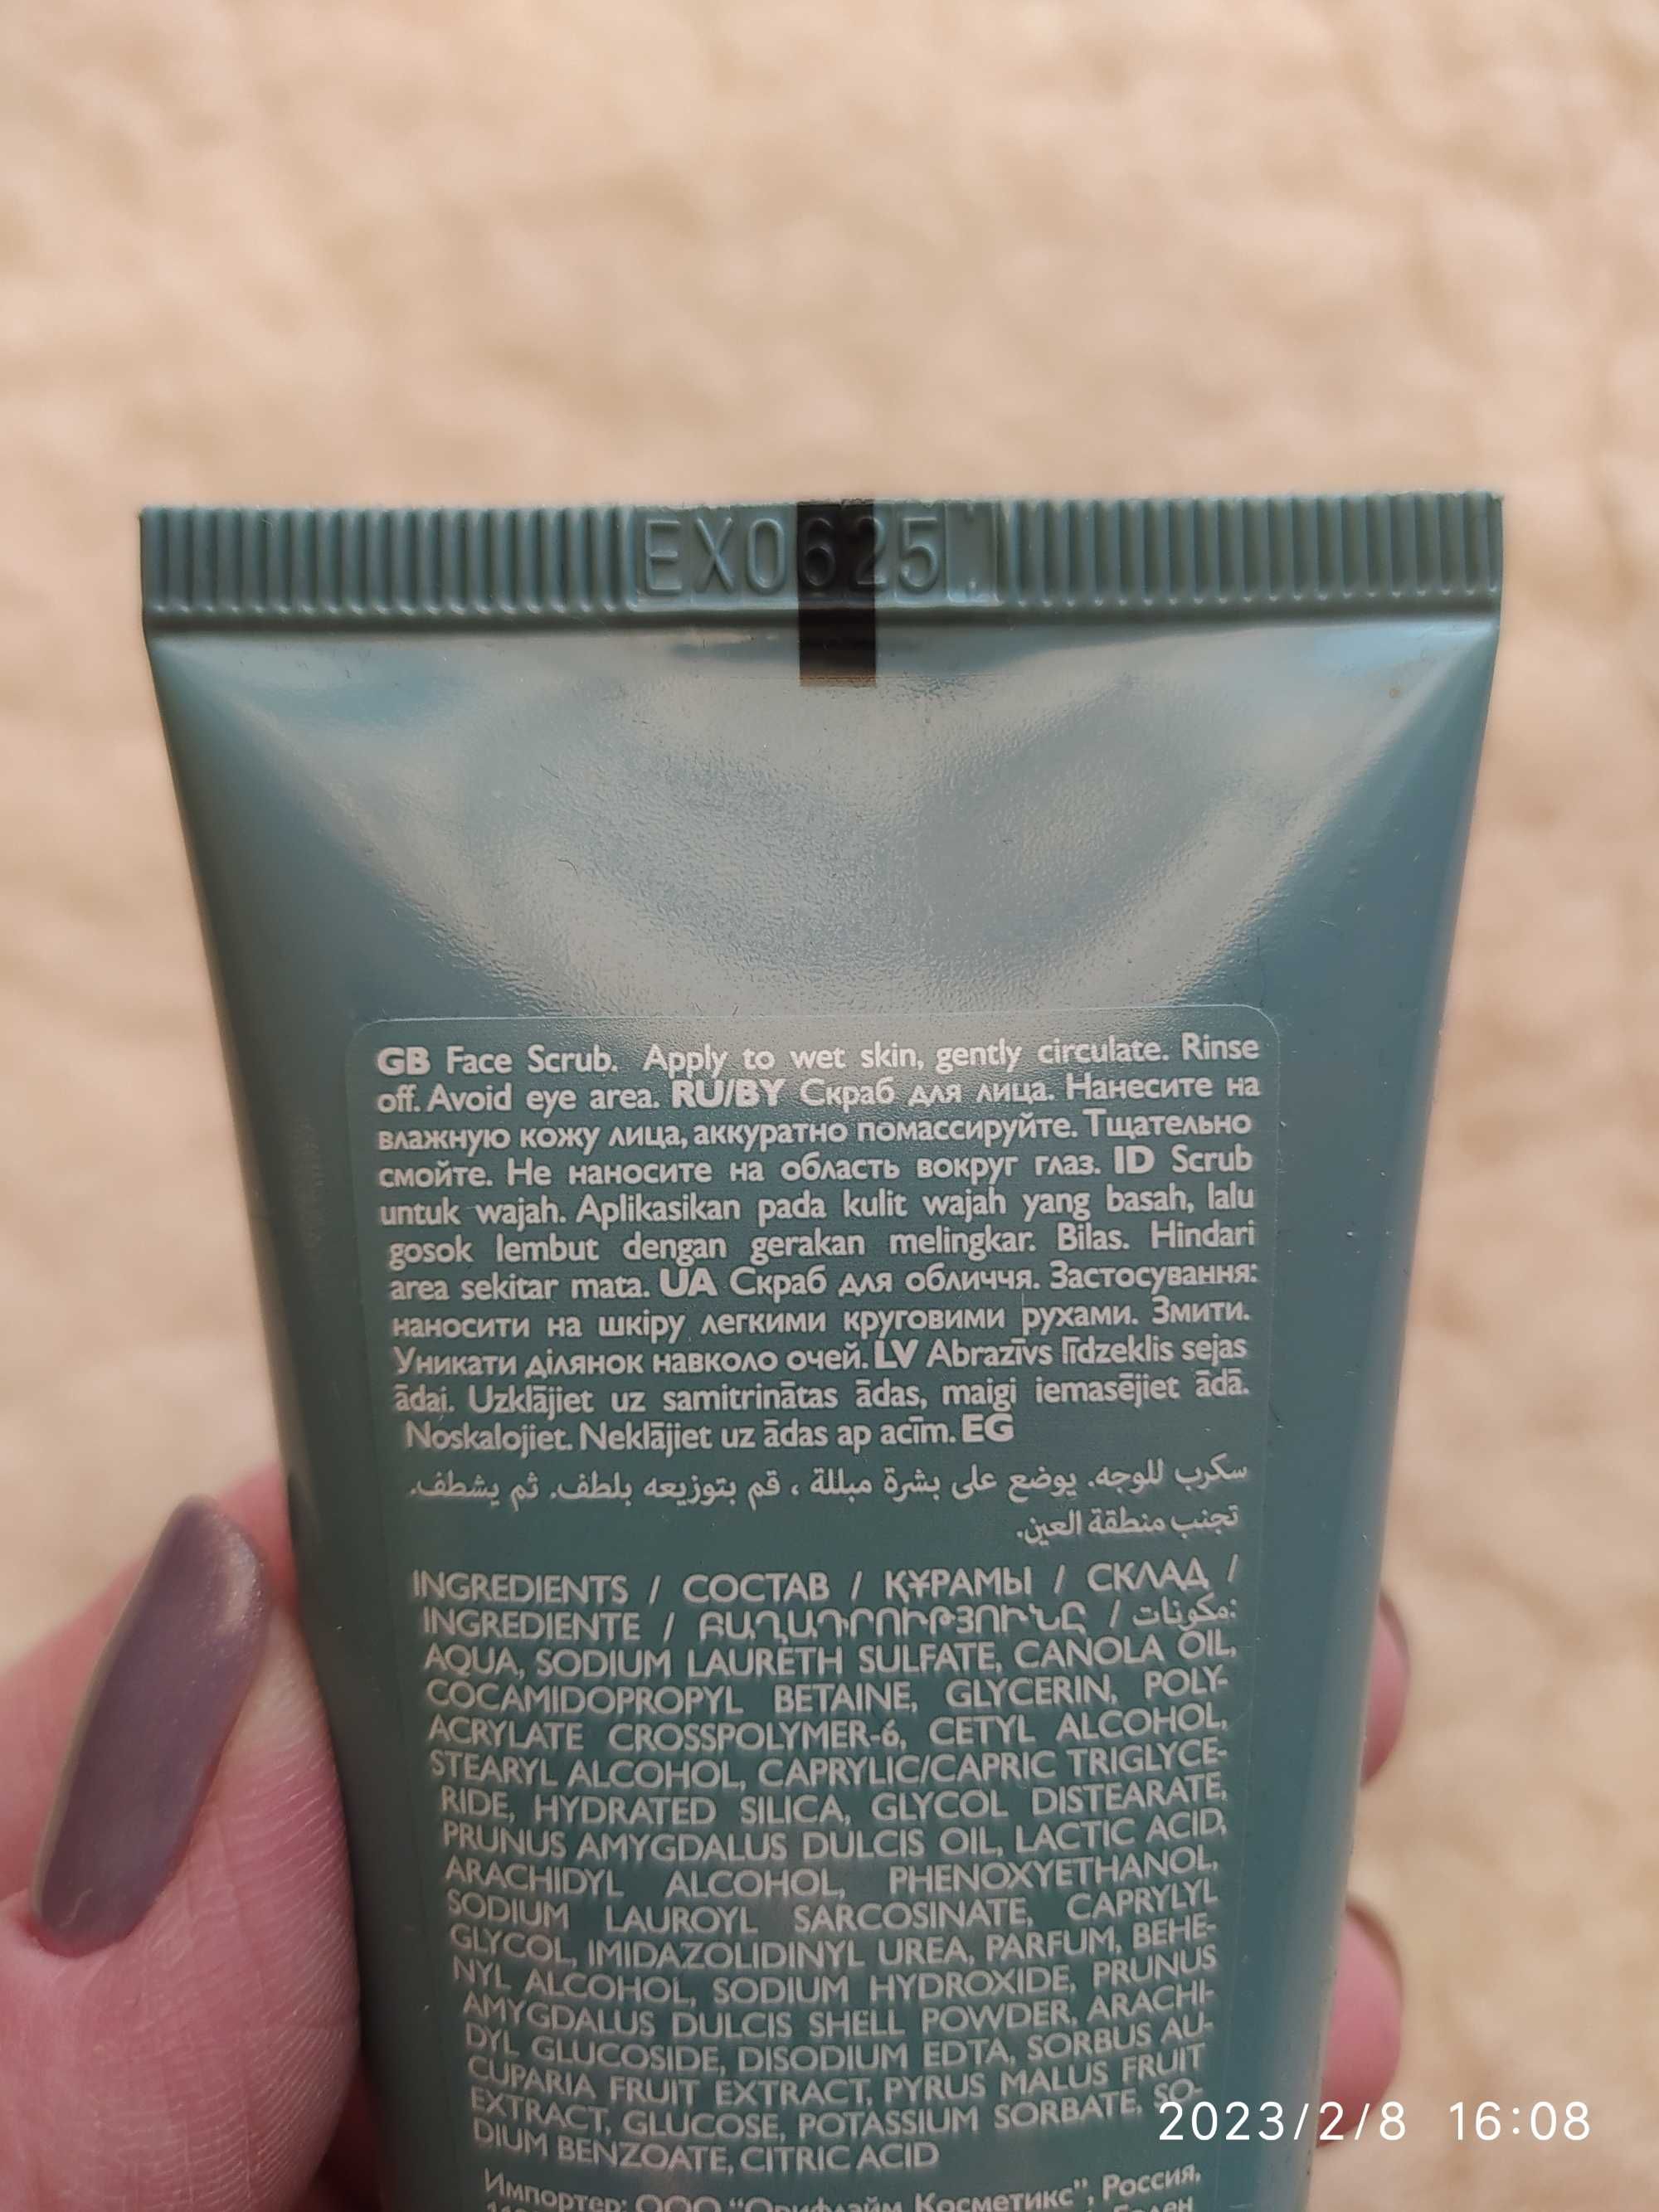 EX0625
GB Face Scrub. Apply to wet skin, gently circulate. Rinse
off. Avoid eye area. RU/BY Скраб для лица. Нанесите на
влажную кожу лица, аккуратно помассируйте. Тщательно
смойте. Не наносите на область вокруг глаз. ID Scrub
untuk wajah. Aplikasikan pada kulit wajah yang basah, lalu
gosok lembut dengan gerakan melingkar. Bilas. Hindari
area sekitar mata. UA Скраб для обличчя. Застосування:
наносити на шкіру легкими круговими рухами. Змити.
Уникати ділянок навколо очей. LV Abrazīvs līdzeklis sejas
ādai. Uzklājiet uz samitrinātas ādas, maigi iemasējiet ādā.
Noskalojiet. Neklājiet uz ādas ap acīm. EG
سكرب للوجه. يوضع على بشرة مبللة ، قم بتوزيعه بلطف. ثم يشطف.
تجنب منطقة العين.
INGREDIENTS / СОСТАВ / ҚҰРАМЫ / СКЛАД /
INGREDIENTE / ԲԱՂԱԴՐՈՒԹՅՈՒՆԸ / مكونات:
AQUA, SODIUM LAURETH SULFATE, CANOLA OIL,
COCAMIDOPROPYL BETAINE, GLYCERIN, POLY-
ACRYLATE CROSSPOLYMER-6, CETYL ALCOHOL,
STEARYL ALCOHOL, CAPRYLIC/CAPRIC TRIGLYCE-
RIDE, HYDRATED SILICA, GLYCOL DISTEARATE,
PRUNUS AMYGDALUS DULCIS OIL, LACTIC ACID,
ARACHIDYL ALCOHOL, PHENOXYETHANOL,
SODIUM LAUROYL SARCOSINATE, CAPRYLYL
GLYCOL, IMIDAZOLIDINYL UREA, PARFUM, BEHE-
NYL ALCOHOL, SODIUM HYDROXIDE, PRUNUS
AMYGDALUS DULCIS SHELL POWDER, ARACHI-
DYL GLUCOSIDE, DISODIUM EDTA, SORBUS AU-
CUPARIA FRUIT EXTRACT, PYRUS MALUS FRUIT
EXTRACT, GLUCOSE, POTASSIUM SORBATE, SO-
DIUM BENZOATE, CITRIC ACID
Импортер: ООО "Орифлэйм Косметикс", Россия,
2023/2/8 16:08